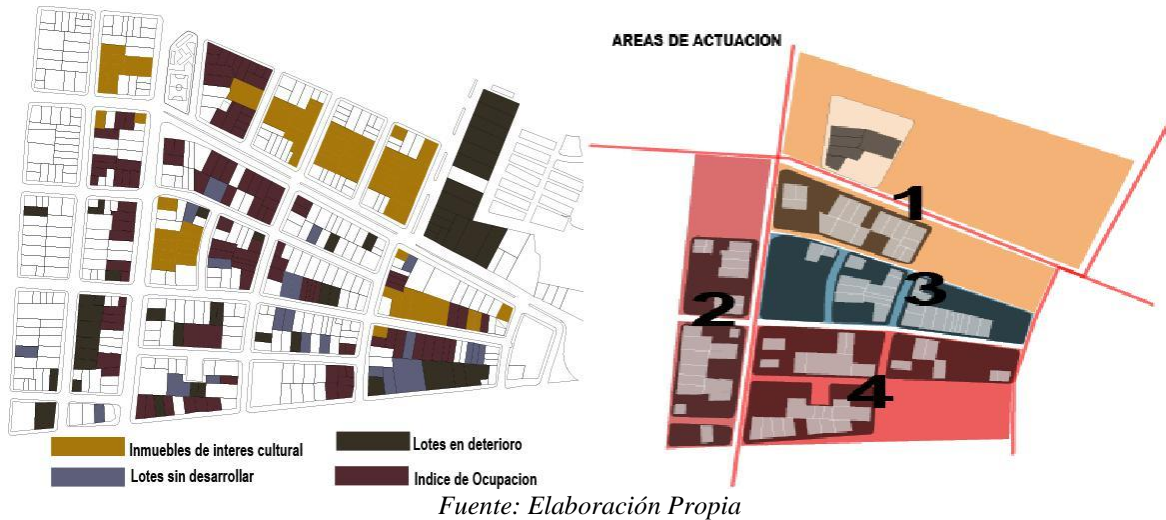 AREAS DE ACTUACION
1
2
3
4
Inmuebles de interes cultural
Lotes en deterioro
Lotes sin desarrollar
Indice de Ocupacion
Fuente: Elaboración Propia